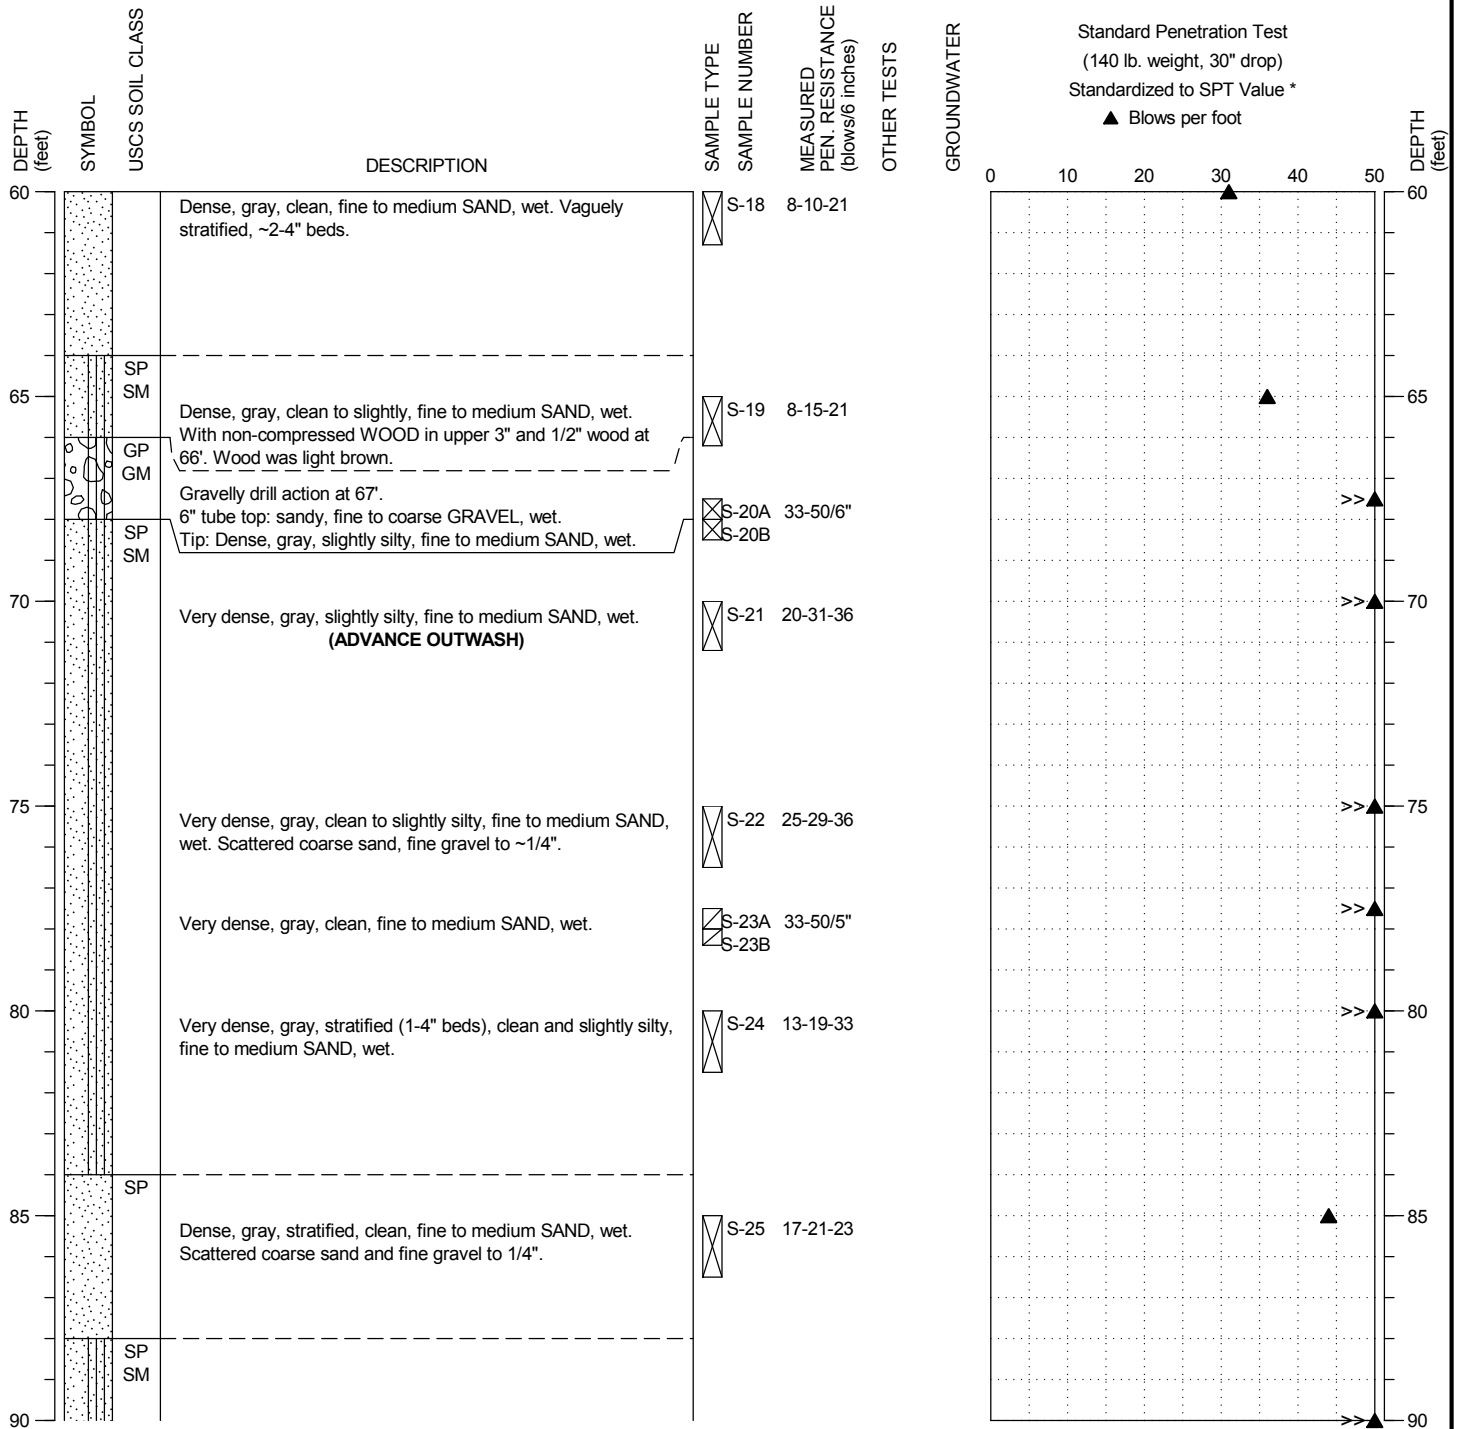 DEPTH
(feet)
SYMBOL
USCS SOIL CLASS
DESCRIPTION
SAMPLE TYPE
SAMPLE NUMBER
MEASURED
PEN. RESISTANCE
(blows/6 inches)
OTHER TESTS
GROUNDWATER
Standard Penetration Test
(140 lb. weight, 30" drop)
Standardized to SPT Value *
▲ Blows per foot
DEPTH
(feet)
0 10 20 30 40 50
60
Dense, gray, clean, fine to medium SAND, wet. Vaguely
stratified, ~2-4" beds.
S-18 8-10-21
60
SP
SM
65
Dense, gray, clean to slightly, fine to medium SAND, wet.
With non-compressed WOOD in upper 3" and 1/2" wood at
66'. Wood was light brown.
S-19 8-15-21
65
GP
GM
Gravelly drill action at 67'.
6" tube top: sandy, fine to coarse GRAVEL, wet.
Tip: Dense, gray, slightly silty, fine to medium SAND, wet.
S-20A 33-50/6"
S-20B
>>
SP
SM
70
Very dense, gray, slightly silty, fine to medium SAND, wet.
(ADVANCE OUTWASH)
S-21 20-31-36
>>
70
75
Very dense, gray, clean to slightly silty, fine to medium SAND,
wet. Scattered coarse sand, fine gravel to ~1/4".
S-22 25-29-36
>>
75
Very dense, gray, clean, fine to medium SAND, wet.
S-23A 33-50/5"
S-23B
>>
80
Very dense, gray, stratified (1-4" beds), clean and slightly silty,
fine to medium SAND, wet.
S-24 13-19-33
>>
80
SP
85
Dense, gray, stratified, clean, fine to medium SAND, wet.
Scattered coarse sand and fine gravel to 1/4".
S-25 17-21-23
85
SP
SM
90
>>
90